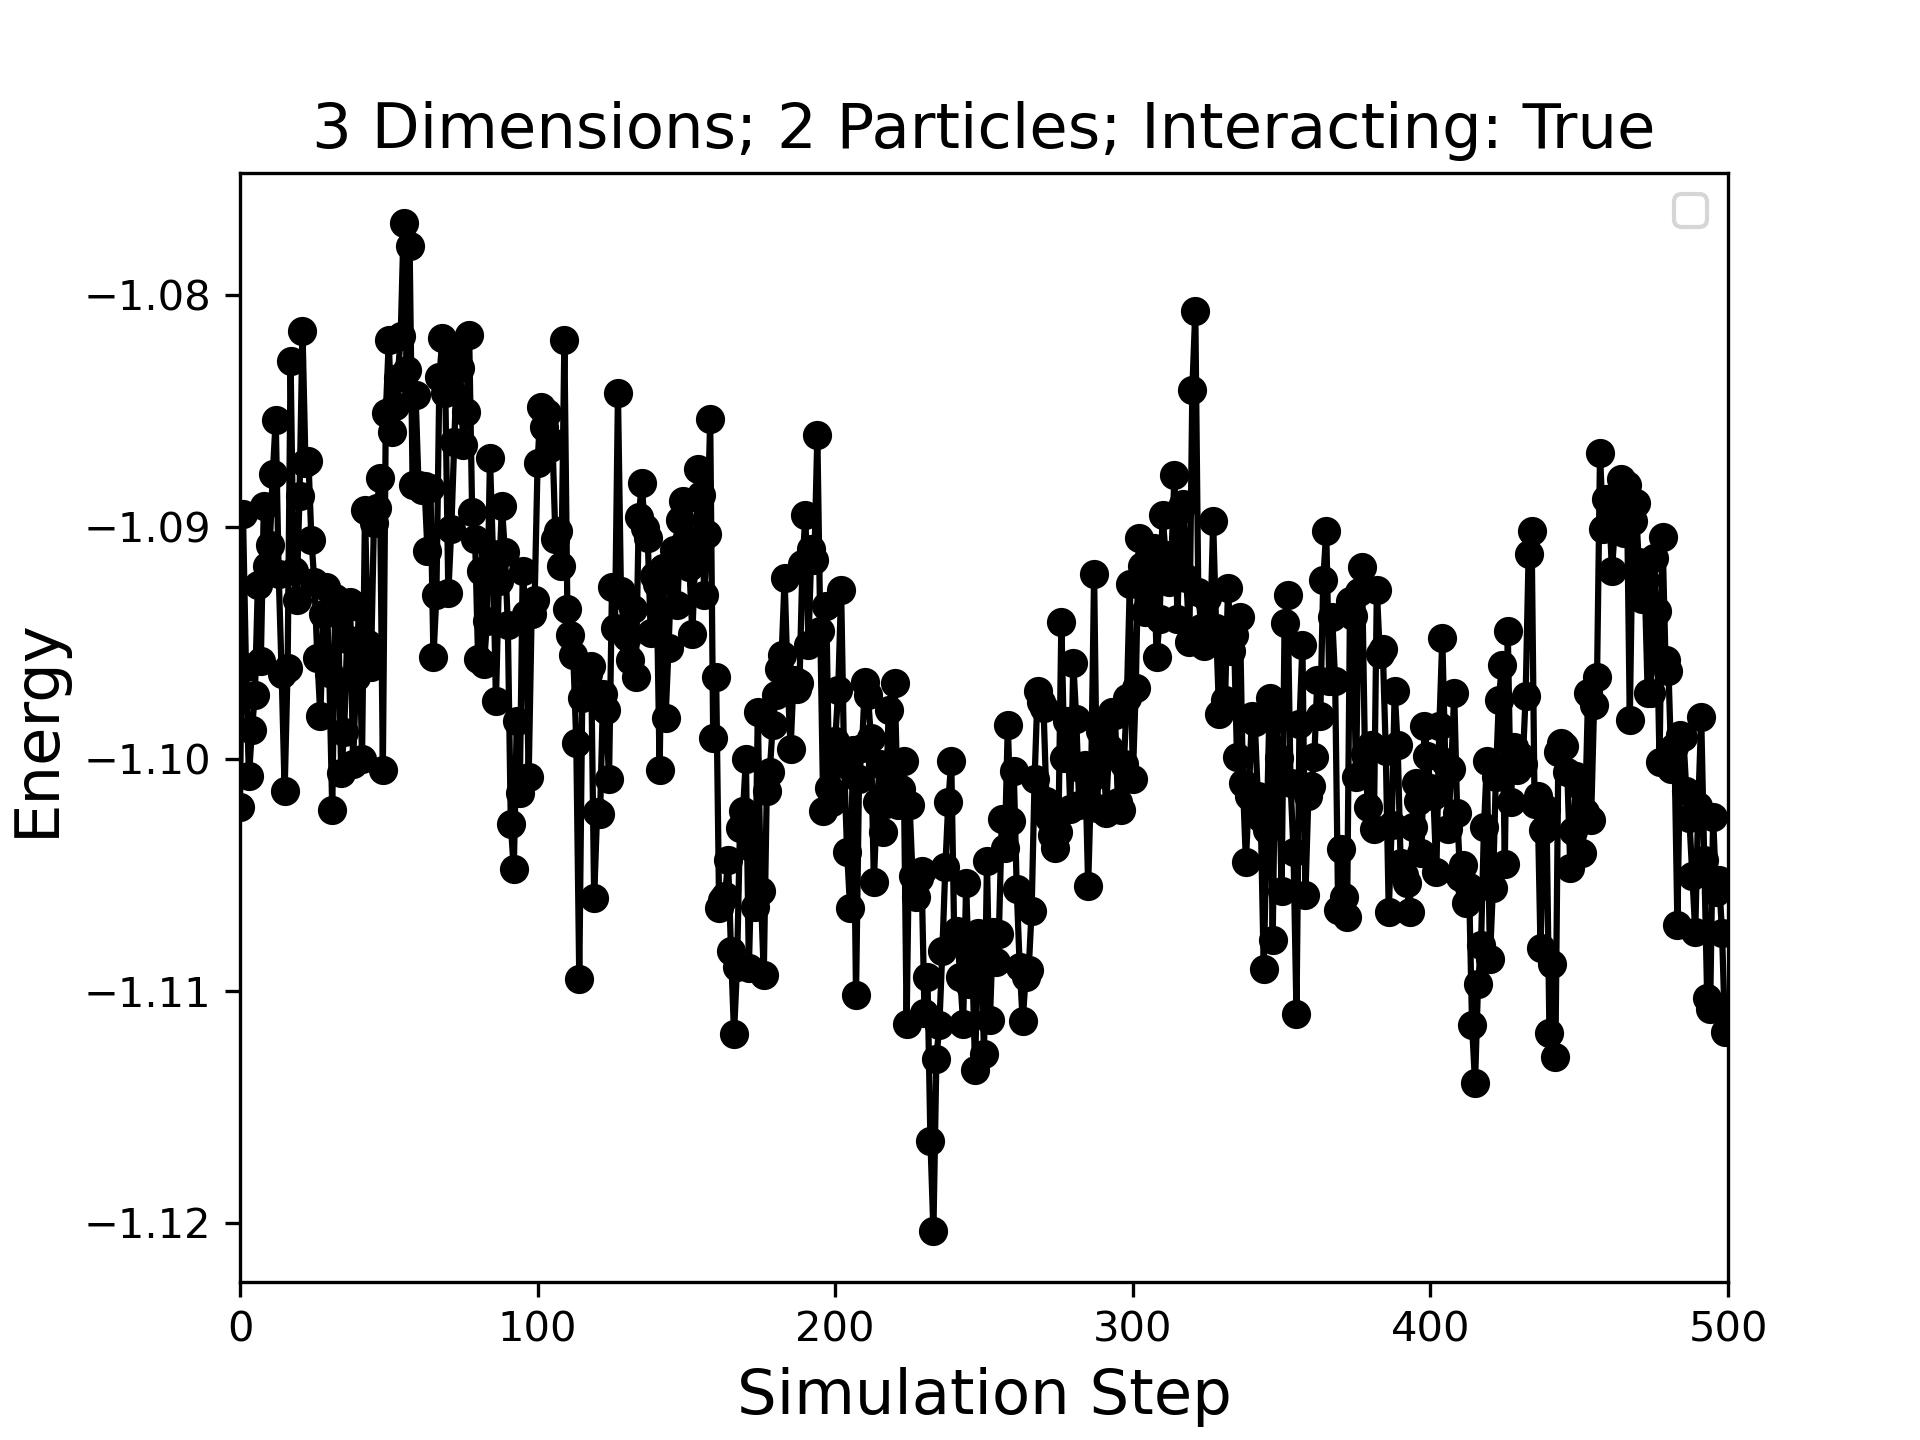 3 Dimensions; 2 Particles; Interacting: True
Energy
−1.08
−1.09
−1.10
−1.11
−1.12
0 100 200 300 400 500
Simulation Step